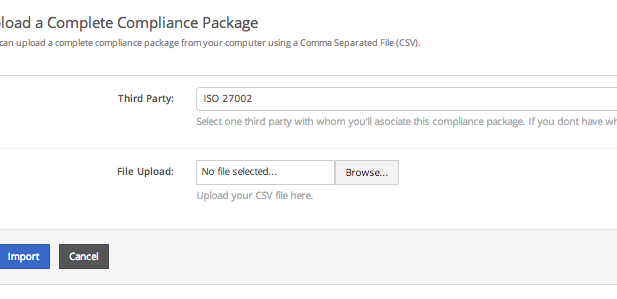 pload a Complete Compliance Package
can upload a complete compliance package from your computer using a Comma Separated File (CSV).
Third Party:
ISO 27002
Select one third party with whom you'll asociate this compliance package. If you dont have wh
File Upload:
No file selected...
Browse...
Upload your CSV file here.
Import
Cancel